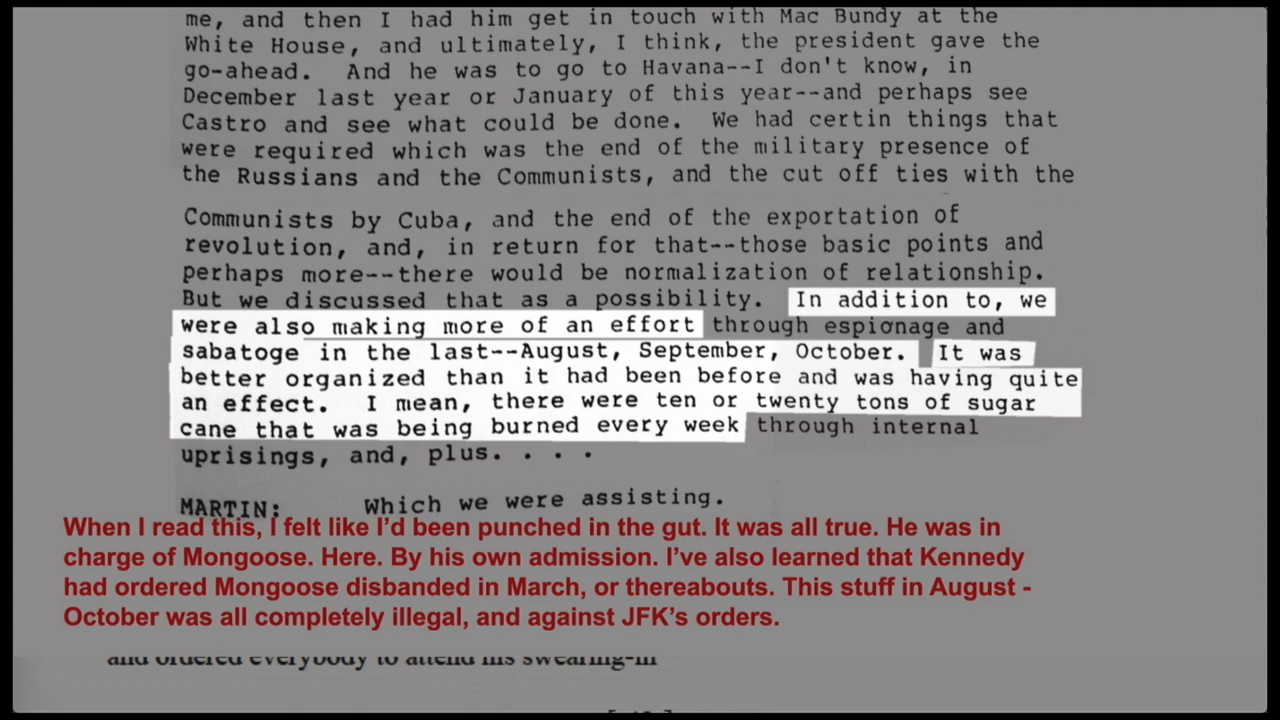 me, and then I had him get in touch with Mac Bundy at the
White House, and ultimately, I think, the president gave the
go-ahead. And he was to go to Havana--I don't know, in
December last year or January of this year--and perhaps see
Castro and see what could be done. We had certin things that
were required which was the end of the military presence of
the Russians and the Communists, and the cut off ties with the
Communists by Cuba, and the end of the exportation of
revolution, and, in return for that--those basic points and
perhaps more--there would be normalization of relationship.
But we discussed that as a possibility. In addition to, we
were also making more of an effort through espionage and
sabatoge in the last--August, September, October. It was
better organized than it had been before and was having quite
an effect. I mean, there were ten or twenty tons of sugar
cane that was being burned every week through internal
uprisings, and, plus. . . .
MARTIN: Which we were assisting.
When I read this, I felt like I'd been punched in the gut. It was all true. He was in
charge of Mongoose. Here. By his own admission. I've also learned that Kennedy
had ordered Mongoose disbanded in March, or thereabouts. This stuff in August -
October was all completely illegal, and against JFK's orders.
and ordered everybody to attend his swearing-in